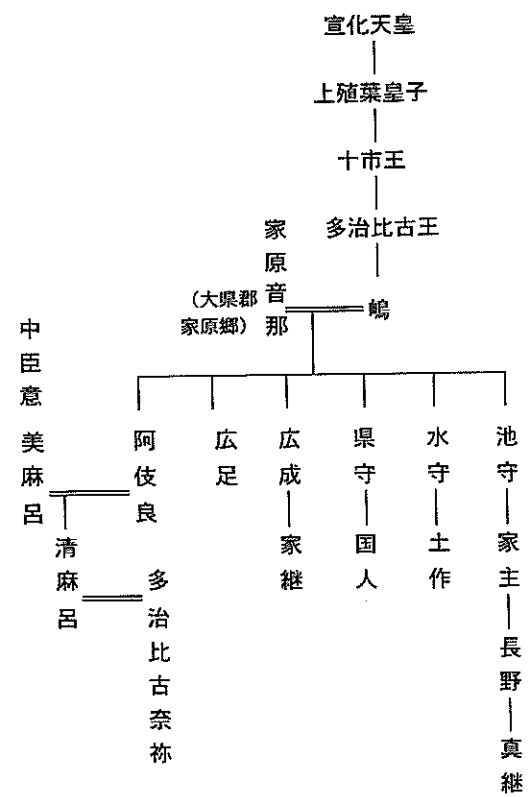 宣化天皇
上殖葉皇子
十市王
多治比古王
嶋
家原音那
(大県郡
家原郷)
池守
家主
長野
真継
水守
土作
県守
国人
広成
家継
広足
阿伎良
中臣意美麻呂
清麻呂
多治比古奈祢